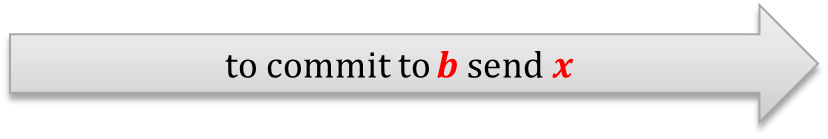 to commit to b send x